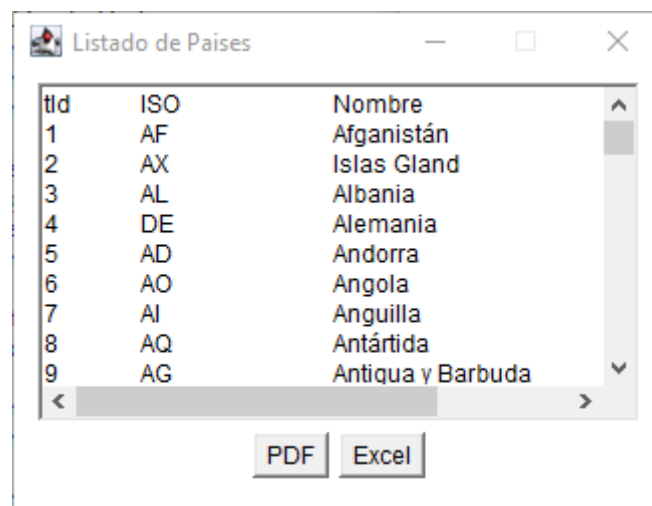 Listado de Paises
tId ISO Nombre
1 AF Afganistán
2 AX Islas Gland
3 AL Albania
4 DE Alemania
5 AD Andorra
6 AO Angola
7 AI Anguilla
8 AQ Antártida
9 AG Antigua y Barbuda
PDF Excel